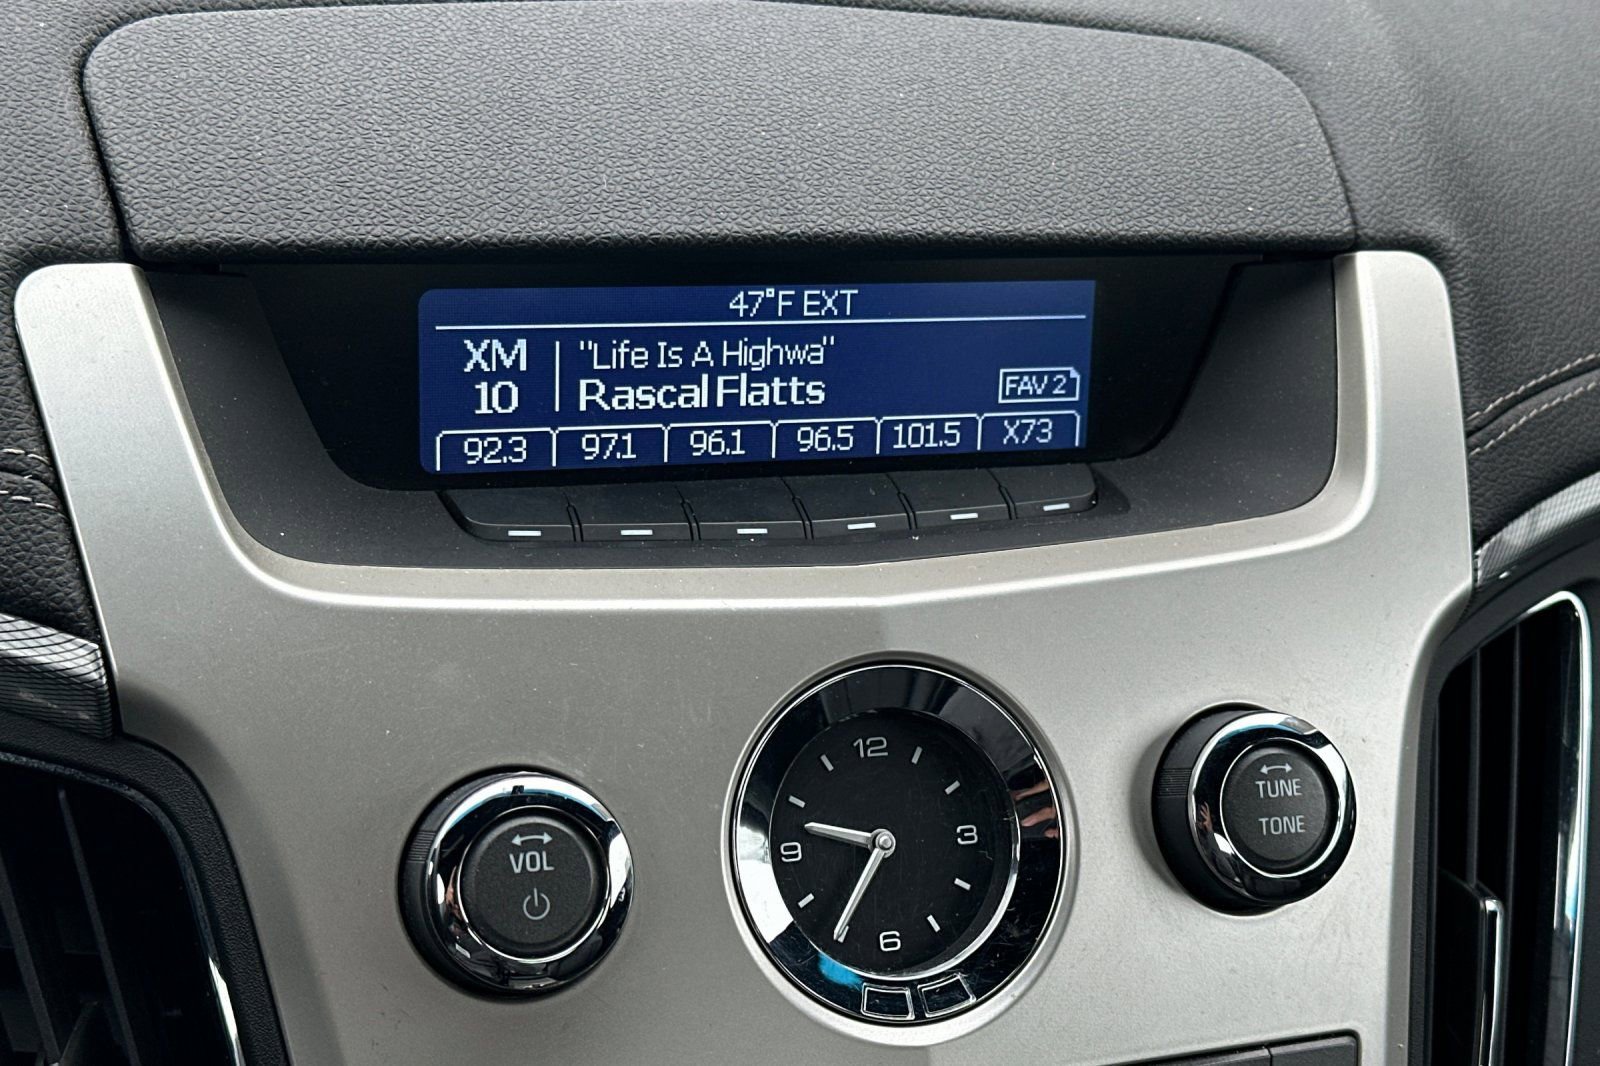 47°F EXT
XM
10
"Life Is A Highwa"
Rascal Flatts
FAV 2
92.3 97.1 96.1 96.5 101.5 X73
12
3
6
9
VOL
TUNE
TONE